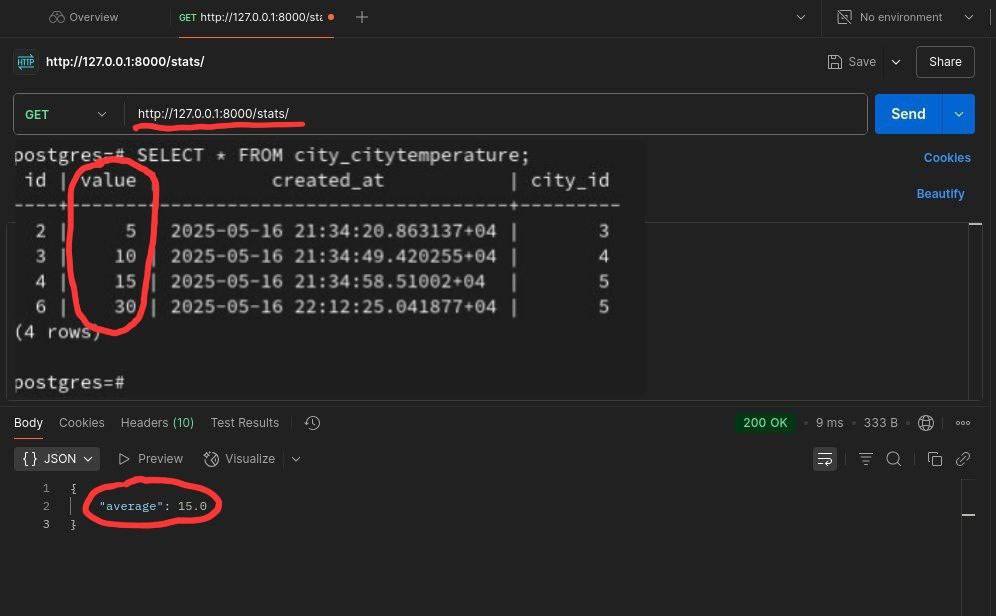 Overview GET http://127.0.0.1:8000/sta No environment
HTTP http://127.0.0.1:8000/stats/ Save Share
GET http://127.0.0.1:8000/stats/ Send
postgres=# SELECT * FROM city_citytemperature;
Cookies
id | value | created_at | city_id
Beautify
----+-------+-------------------------------+---------
2 | 5 | 2025-05-16 21:34:20.863137+04 | 3
3 | 10 | 2025-05-16 21:34:49.420255+04 | 4
4 | 15 | 2025-05-16 21:34:58.51002+04 | 5
6 | 30 | 2025-05-16 22:12:25.041877+04 | 5
(4 rows)
postgres=#
Body Cookies Headers (10) Test Results 200 OK • 9 ms • 333 B
{} JSON Preview Visualize
1 {
2 "average": 15.0
3 }